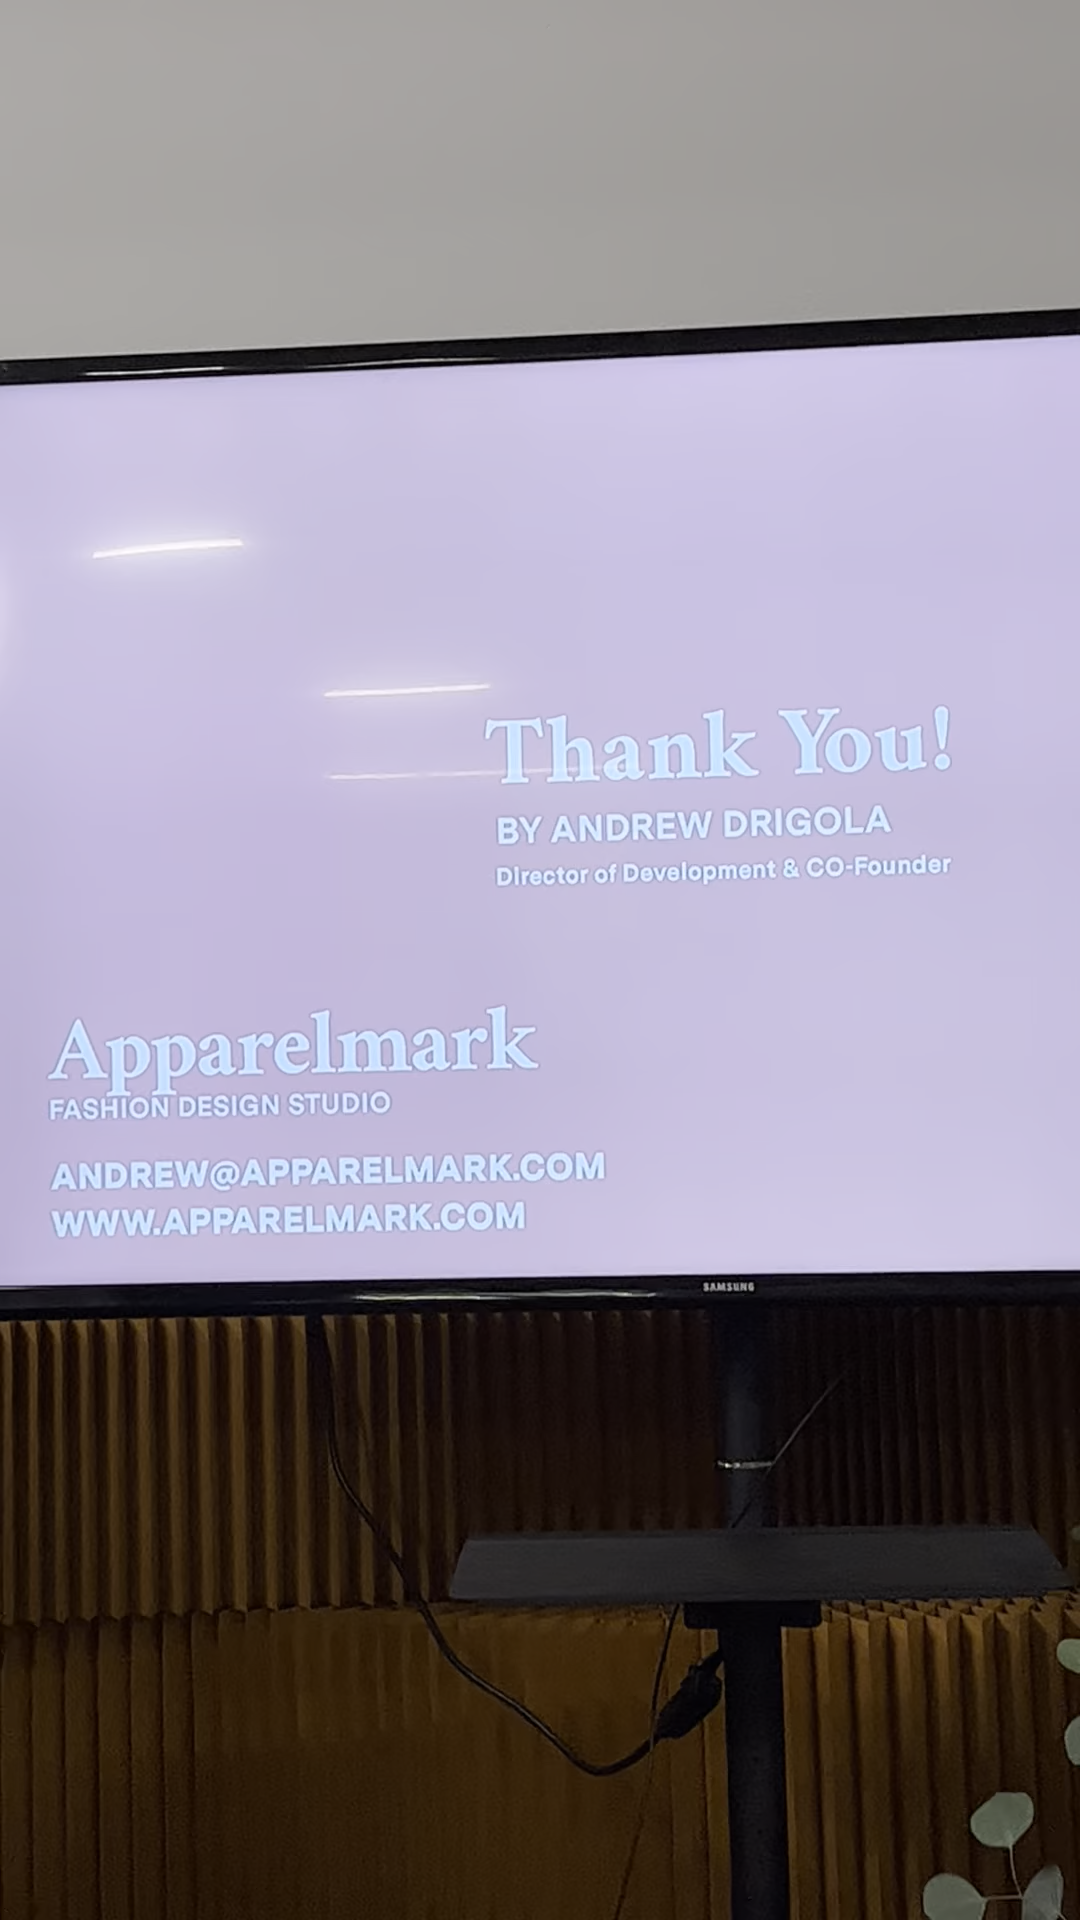 Thank You!
BY ANDREW DRIGOLA
DIrector of Development & CO-Founder
Apparelmark
FASHION DESIGN STUDIO
ANDREW@APPARELMARK.COM
WWW.APPARELMARK.COM
SAMSUNG